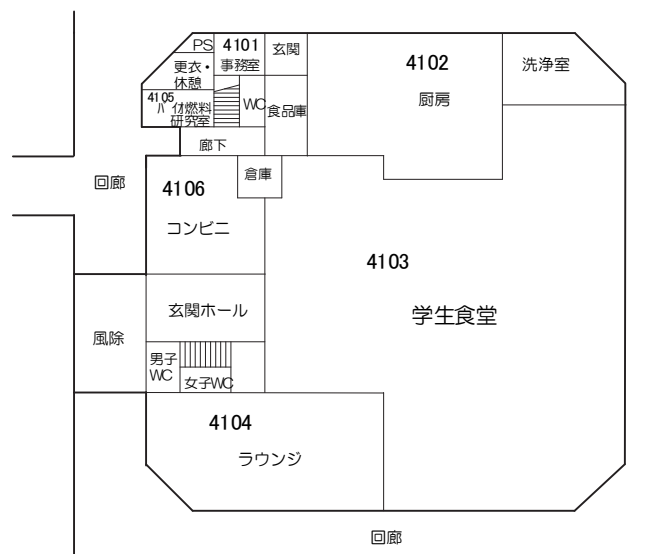 PS
4101
事務室
玄関
更衣・
休憩
4105
バイオ燃料
研究室
WC
食品庫
廊下
4102
厨房
洗浄室
回廊
4106
コンビニ
倉庫
4103
学生食堂
玄関ホール
風除
男子
WC
女子WC
4104
ラウンジ
回廊